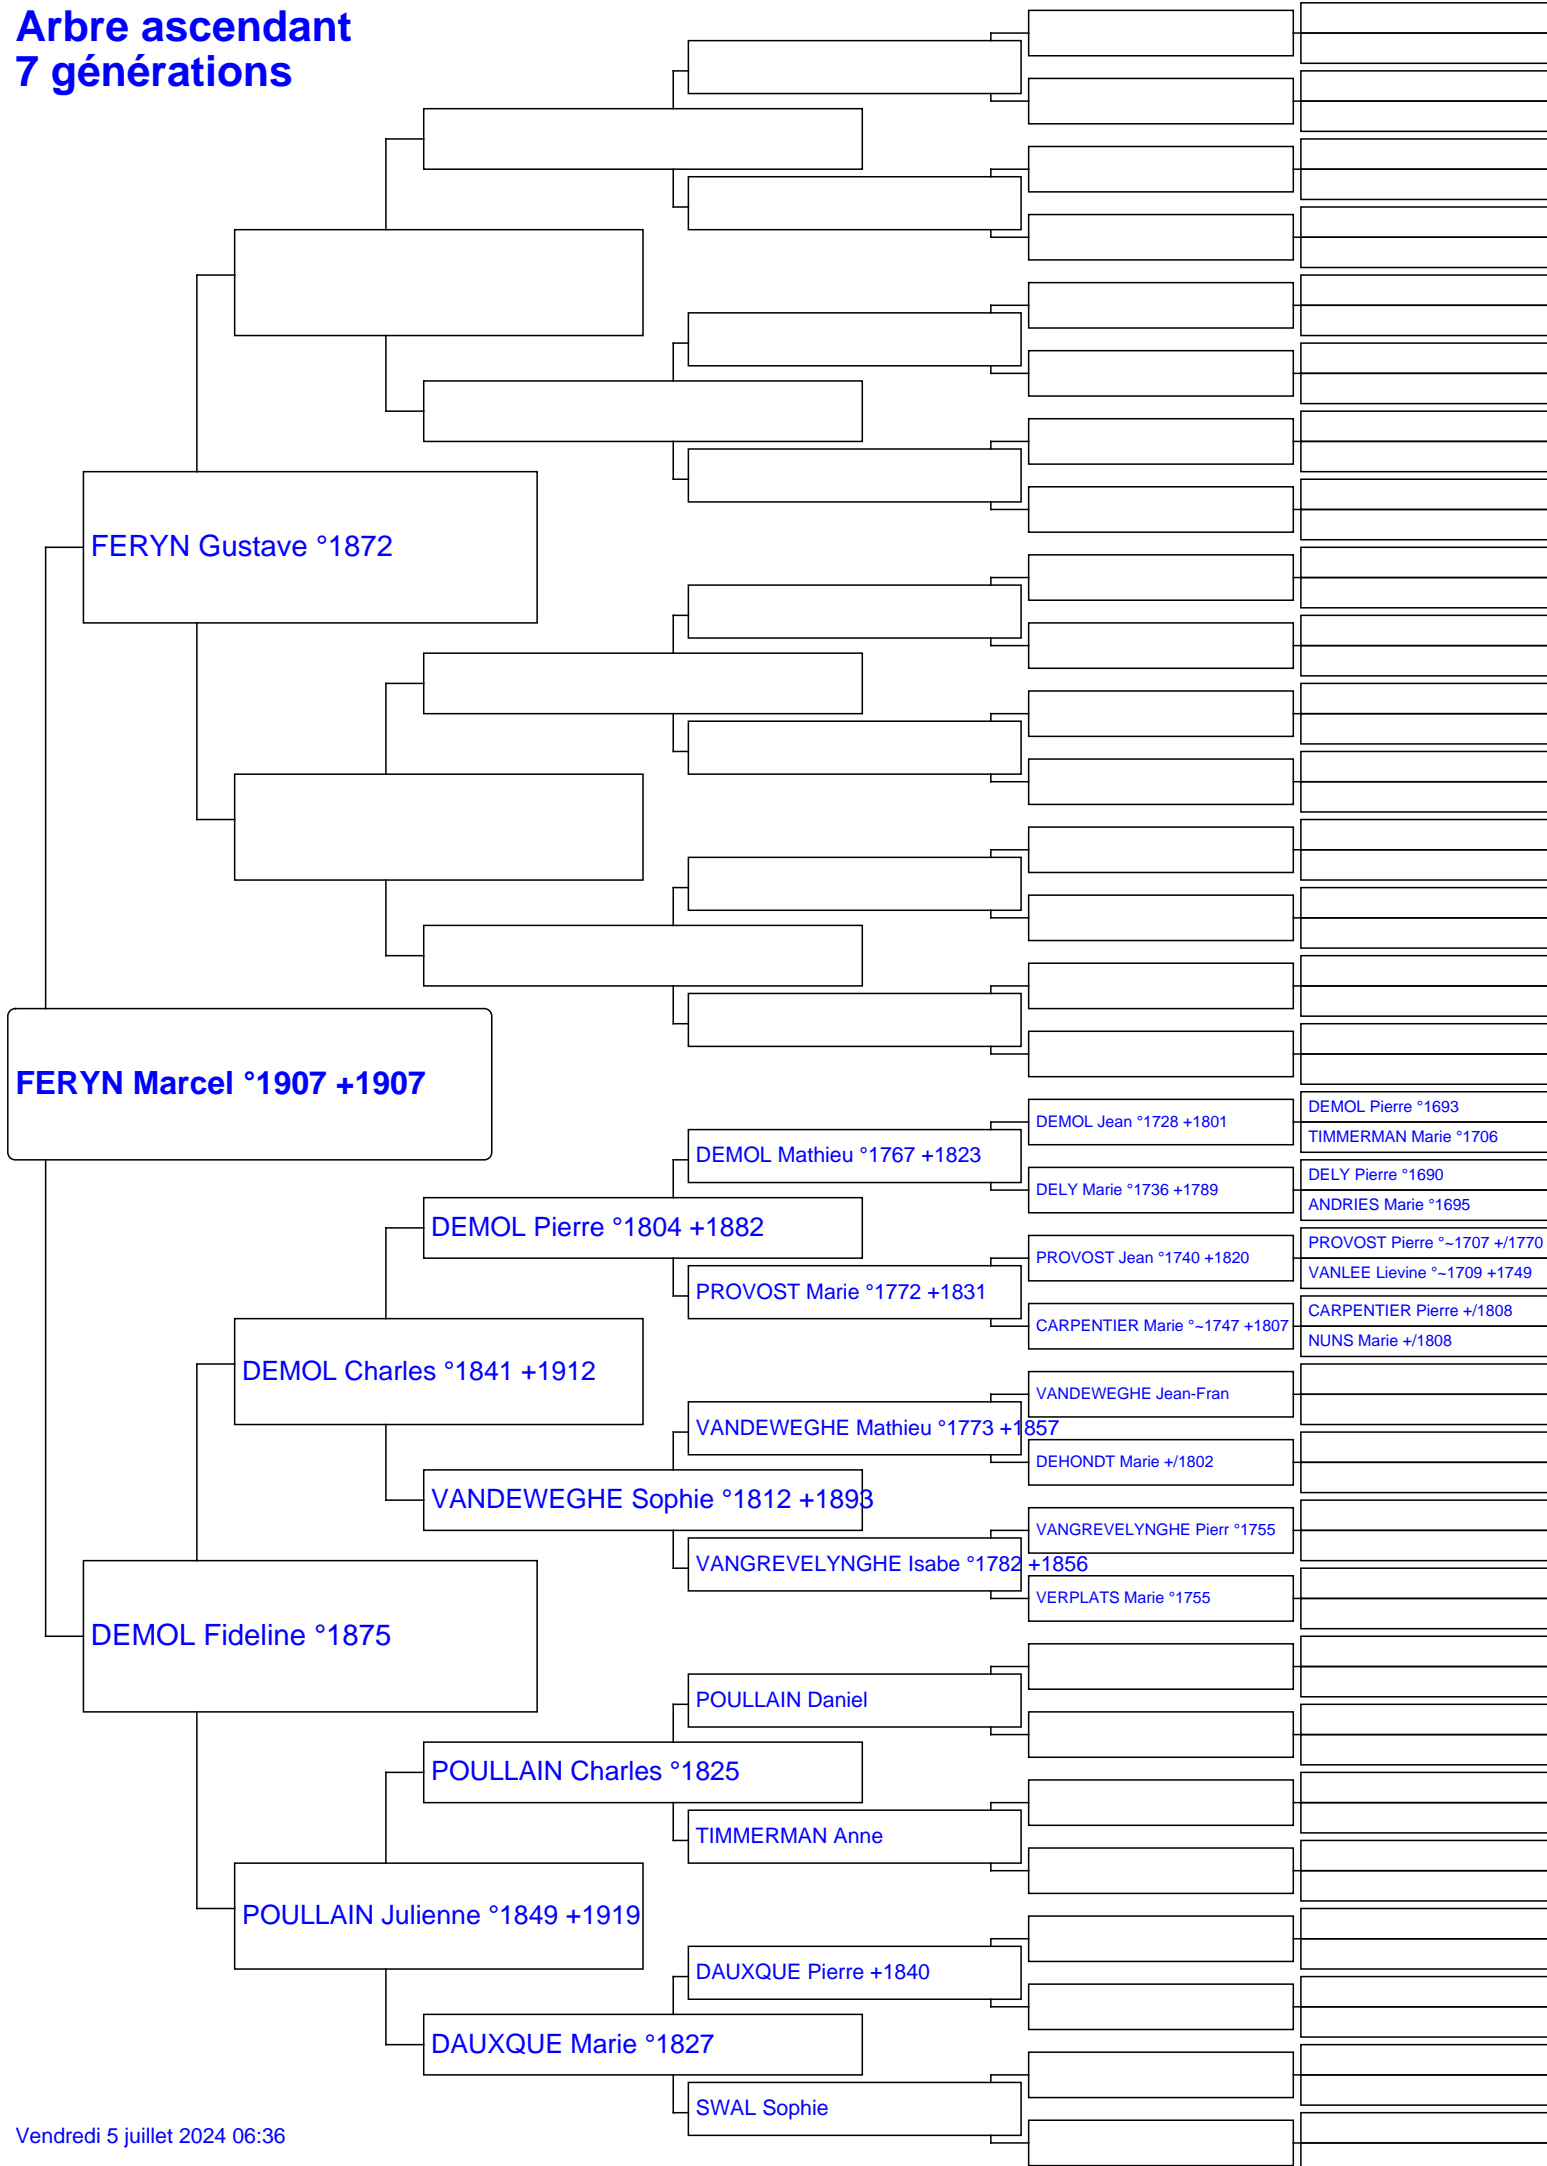 Arbre ascendant
7 générations
FERYN Gustave °1872
FERYN Marcel °1907 +1907
DEMOL Pierre °1693
DEMOL Jean °1728 +1801
TIMMERMAN Marie °1706
DEMOL Mathieu °1767 +1823
DELY Pierre °1690
DELY Marie °1736 +1789
ANDRIES Marie °1695
DEMOL Pierre °1804 +1882
PROVOST Pierre °~1707 +/1770
PROVOST Jean °1740 +1820
VANLEE Lievine °~1709 +1749
PROVOST Marie °1772 +1831
CARPENTIER Pierre +/1808
CARPENTIER Marie °~1747 +1807
NUNS Marie +/1808
DEMOL Charles °1841 +1912
VANDEWEGHE Jean-Fran
VANDEWEGHE Mathieu °1773 +1857
DEHONDT Marie +/1802
VANDEWEGHE Sophie °1812 +1893
VANGREVELYNGHE Pierr °1755
VANGREVELYNGHE Isabe °1782 +1856
VERPLATS Marie °1755
DEMOL Fideline °1875
POULLAIN Daniel
POULLAIN Charles °1825
TIMMERMAN Anne
POULLAIN Julienne °1849 +1919
DAUXQUE Pierre +1840
DAUXQUE Marie °1827
SWAL Sophie
Vendredi 5 juillet 2024 06:36